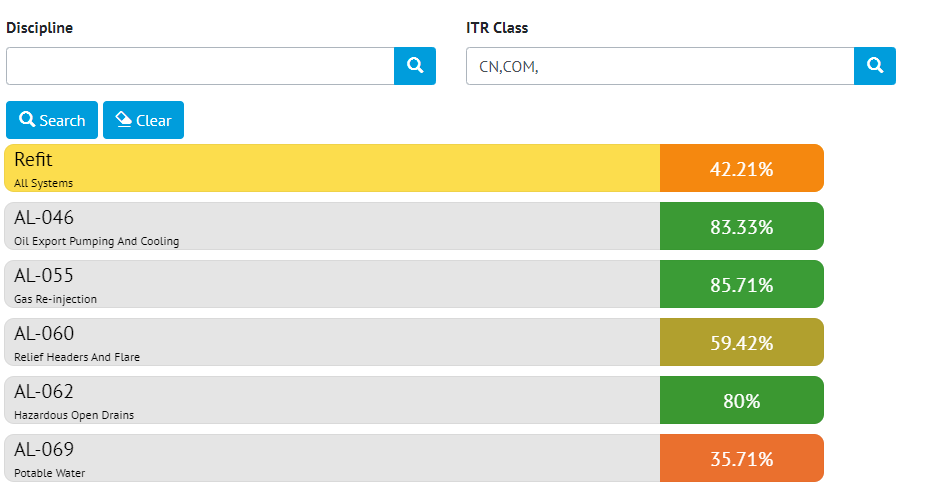 Discipline ITR Class
CN,COM,
Search Clear
Refit 42.21%
All Systems
AL-046 83.33%
Oil Export Pumping And Cooling
AL-055 85.71%
Gas Re-injection
AL-060 59.42%
Relief Headers And Flare
AL-062 80%
Hazardous Open Drains
AL-069 35.71%
Potable Water